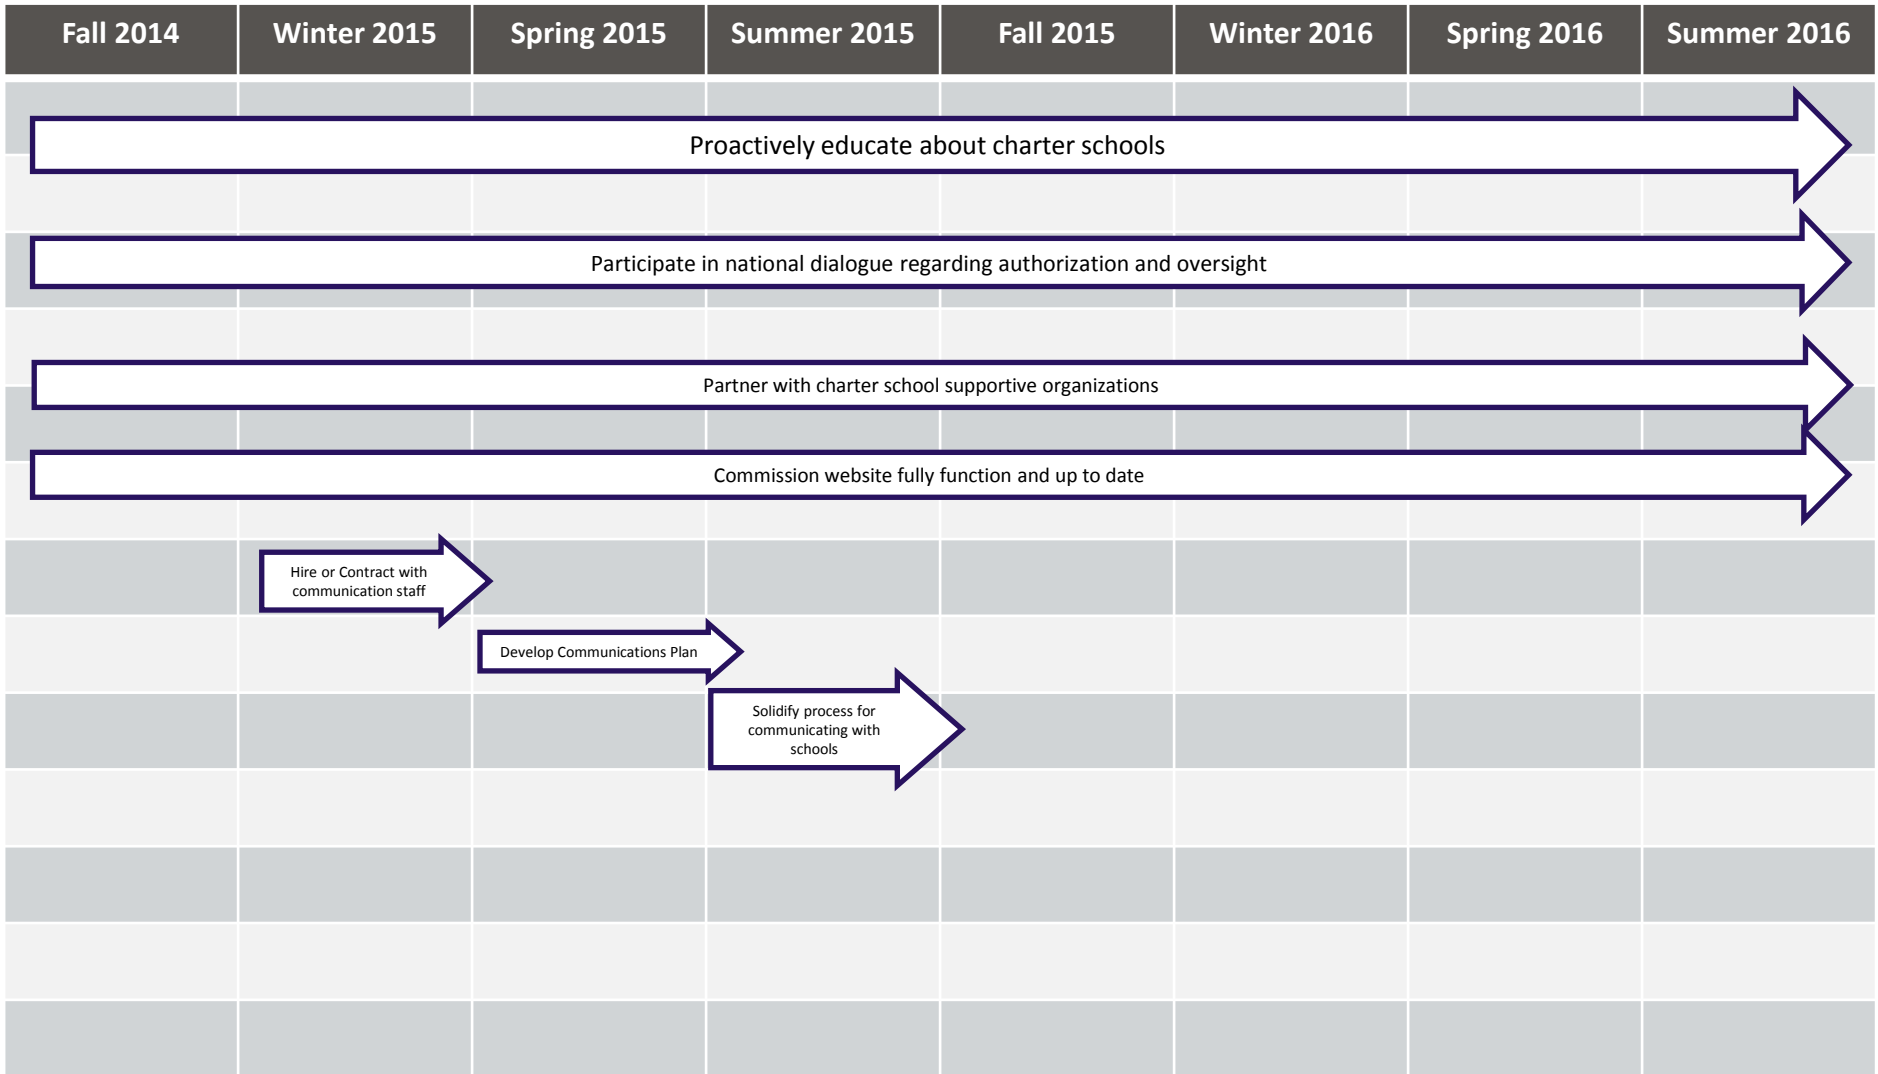 Fall 2014 Winter 2015 Spring 2015 Summer 2015 Fall 2015 Winter 2016 Spring 2016 Summer 2016
Proactively educate about charter schools
Participate in national dialogue regarding authorization and oversight
Partner with charter school supportive organizations
Commission website fully function and up to date
Hire or Contract with
communication staff
Develop Communications Plan
Solidify process for
communicating with
schools